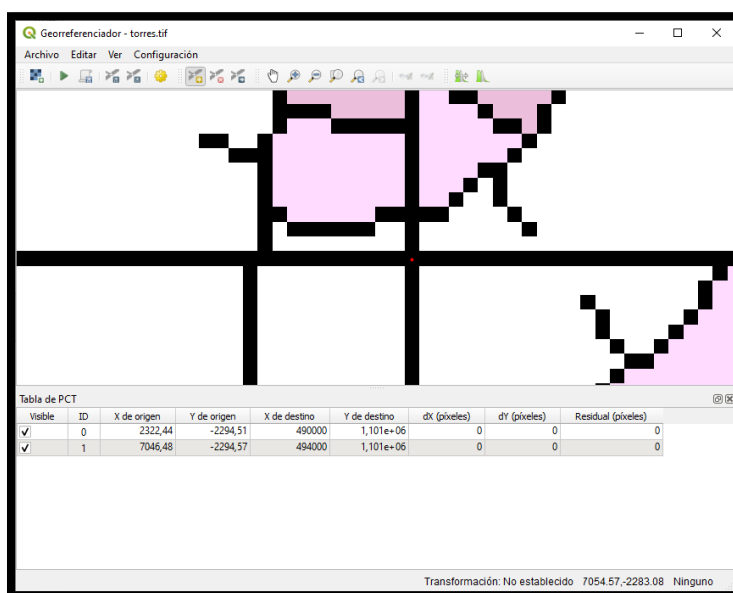 Georreferenciador - torres.tif
Archivo Editar Ver Configuración
Tabla de PCT
Visible ID X de origen Y de origen X de destino Y de destino dX (píxeles) dY (píxeles) Residual (píxeles)
0 2322,44 -2294,51 490000 1,101e+06 0 0 0
1 7046,48 -2294,57 494000 1,101e+06 0 0 0
Transformación: No establecido 7054.57,-2283.08 Ninguno